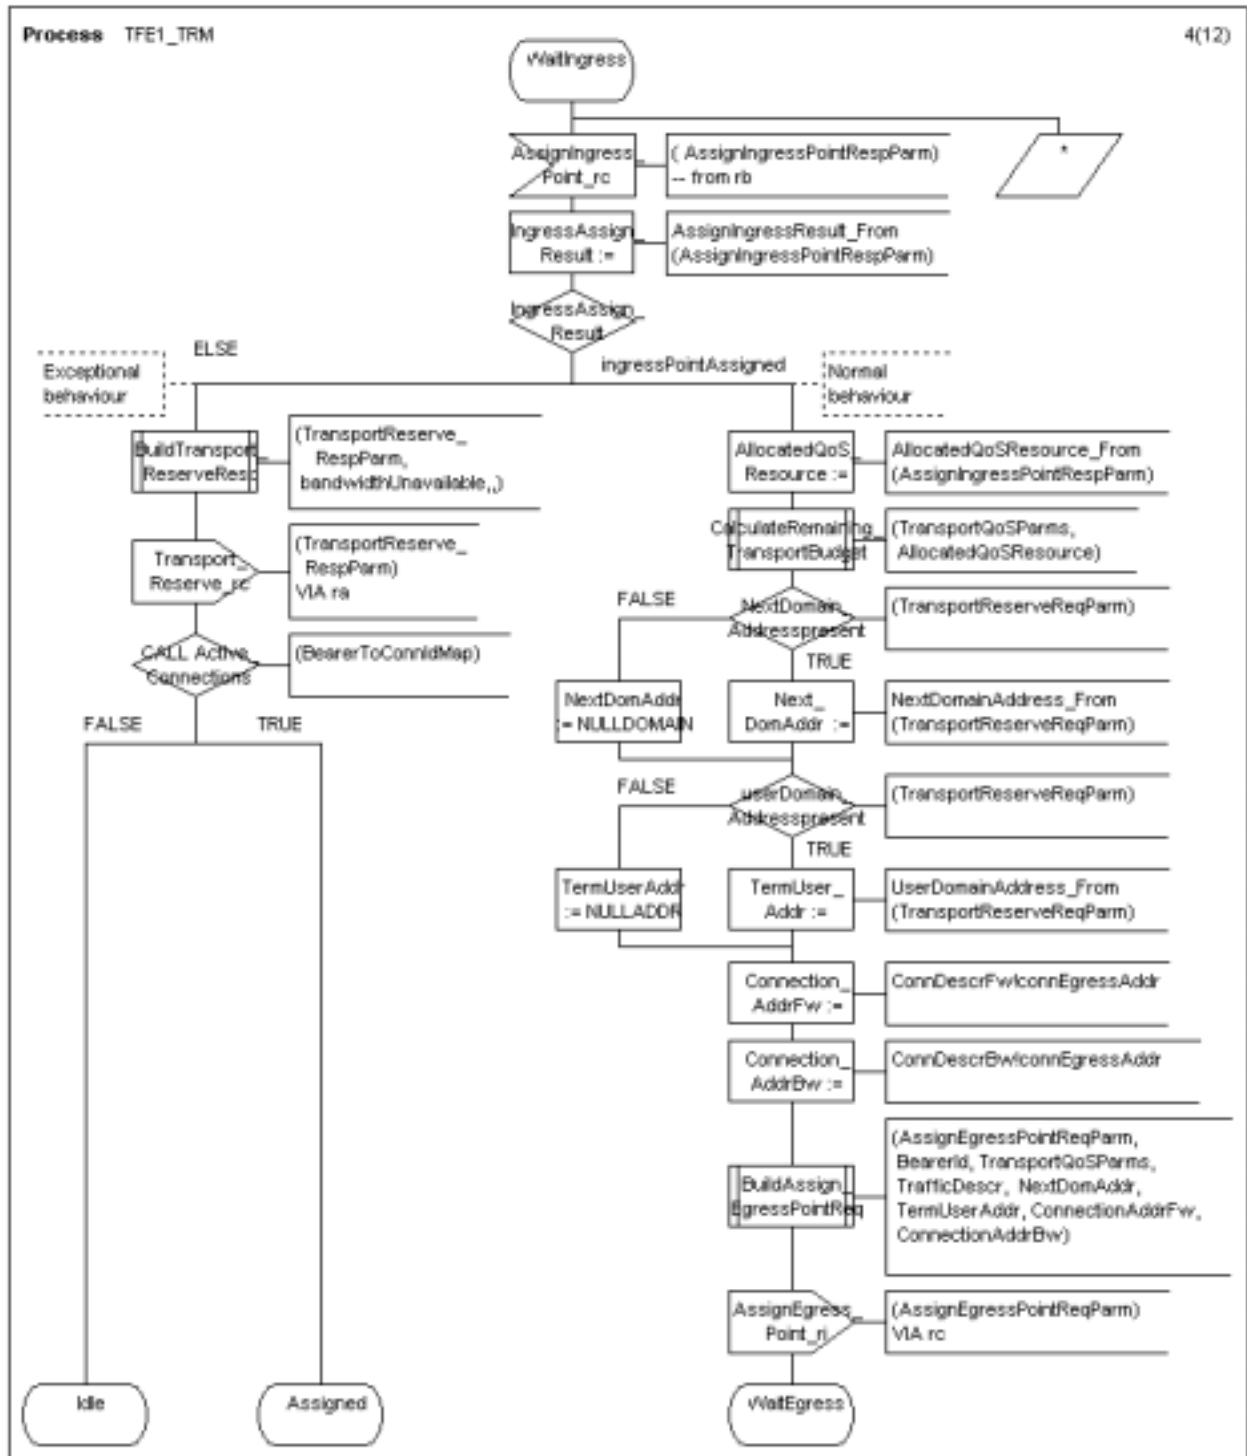 Process TFE1_TRM
4(12)
WaitIngress
AssignIngress_
Point_rc
( AssignIngressPointRespParm)
-- from rb
*
IngressAssign_
Result :=
AssignIngressResult_From
(AssignIngressPointRespParm)
IngressAssign_
Result
ELSE
ingressPointAssigned
Exceptional
behaviour
Normal
behaviour
BuildTransport_
ReserveResp
(TransportReserve_
RespParm,
bandwidthUnavailable,,)
AllocatedQoS_
Resource :=
AllocatedQoSResource_From
(AssignIngressPointRespParm)
CalculateRemaining_
TransportBudget
(TransportQoSParms,
AllocatedQoSResource)
Transport_
Reserve_rc
(TransportReserve_
RespParm)
VIA ra
FALSE
NextDomain_
Addresspresent
(TransportReserveReqParm)
TRUE
CALL Active_
Connections
(BearerToConnIdMap)
FALSE
TRUE
NextDomAddr
:= NULLDOMAIN
Next_
DomAddr :=
NextDomainAddress_From
(TransportReserveReqParm)
FALSE
userDomain_
Addresspresent
(TransportReserveReqParm)
TRUE
TermUserAddr
:= NULLADDR
TermUser_
Addr :=
UserDomainAddress_From
(TransportReserveReqParm)
Connection_
AddrFw :=
ConnDescrFw!connEgressAddr
Connection_
AddrBw :=
ConnDescrBw!connEgressAddr
BuildAssign_
EgressPointReq
(AssignEgressPointReqParm,
BearerId, TransportQoSParms,
TrafficDescr, NextDomAddr,
TermUserAddr, ConnectionAddrFw,
ConnectionAddrBw)
AssignEgress_
Point_ri
(AssignEgressPointReqParm)
VIA rc
Idle
Assigned
WaitEgress